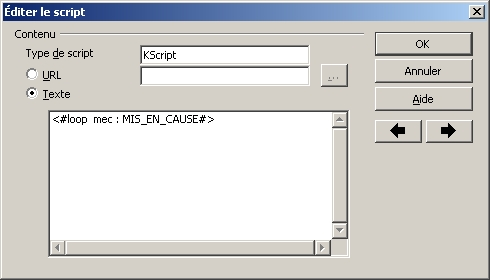 Éditer le script
Contenu
Type de script
KScript
URL
...
Texte
<#loop mec : MIS_EN_CAUSE#>
OK
Annuler
Aide